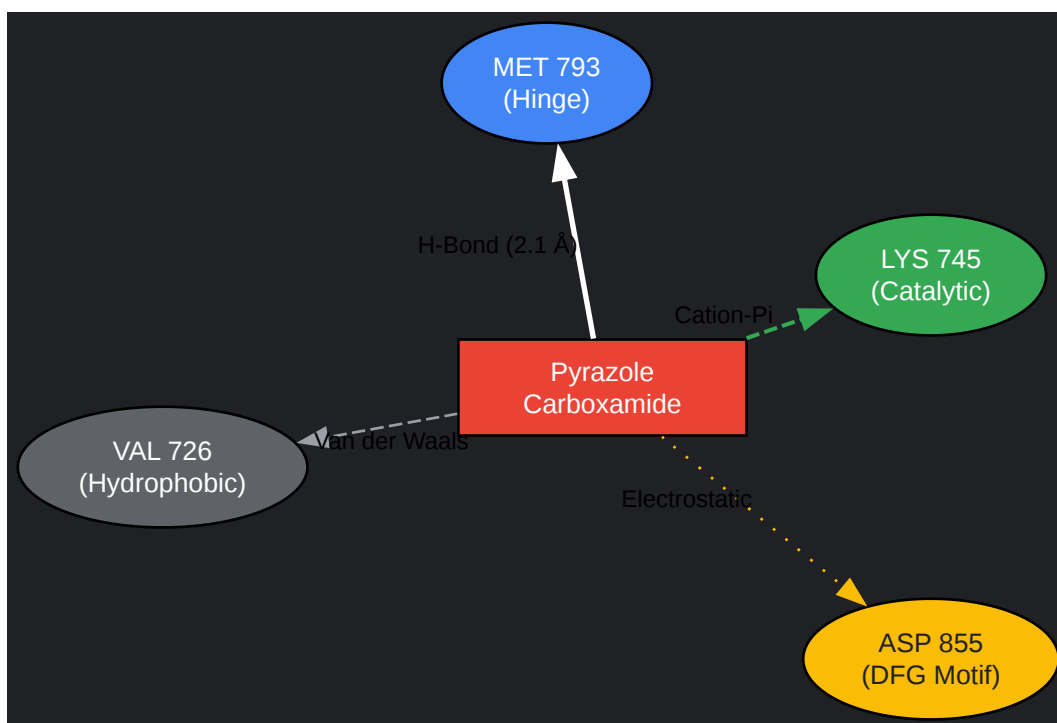 MET 793
(Hinge)
H-Bond (2.1 Å)
LYS 745
(Catalytic)
Cation-Pi
Pyrazole
Carboxamide
VAL 726
(Hydrophobic)
Van der Waals
Electrostatic
ASP 855
(DFG Motif)